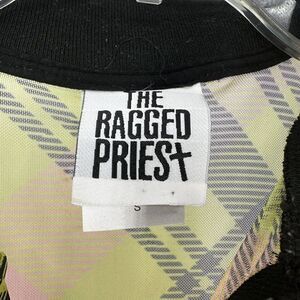 THE
RAGGED
PRIEST
S